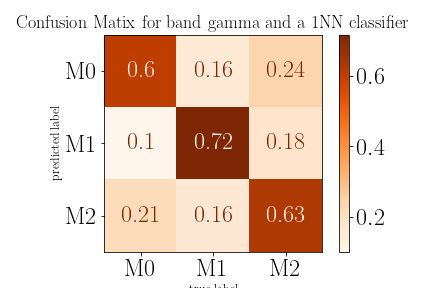 Confusion Matix for band gamma and a 1NN classifier
predicted label
M0 0.6 0.16 0.24
M1 0.1 0.72 0.18
M2 0.21 0.16 0.63
M0 M1 M2
0.6
0.4
0.2